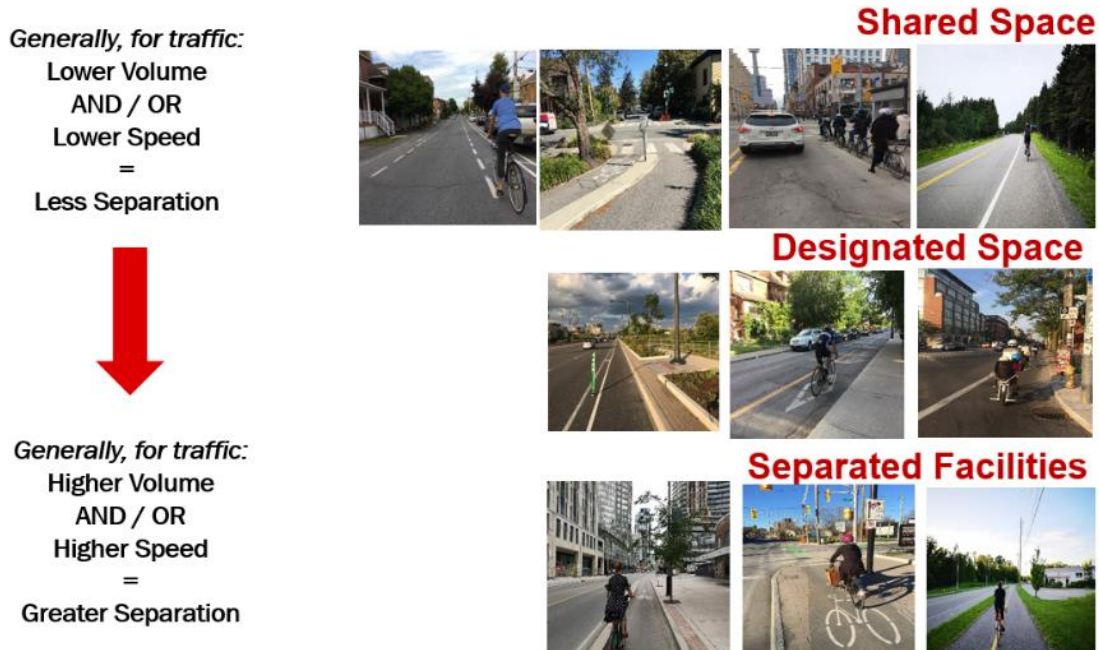 Generally, for traffic:
Lower Volume
AND / OR
Lower Speed
=
Less Separation
Shared Space
Designated Space
Generally, for traffic:
Higher Volume
AND / OR
Higher Speed
=
Greater Separation
Separated Facilities